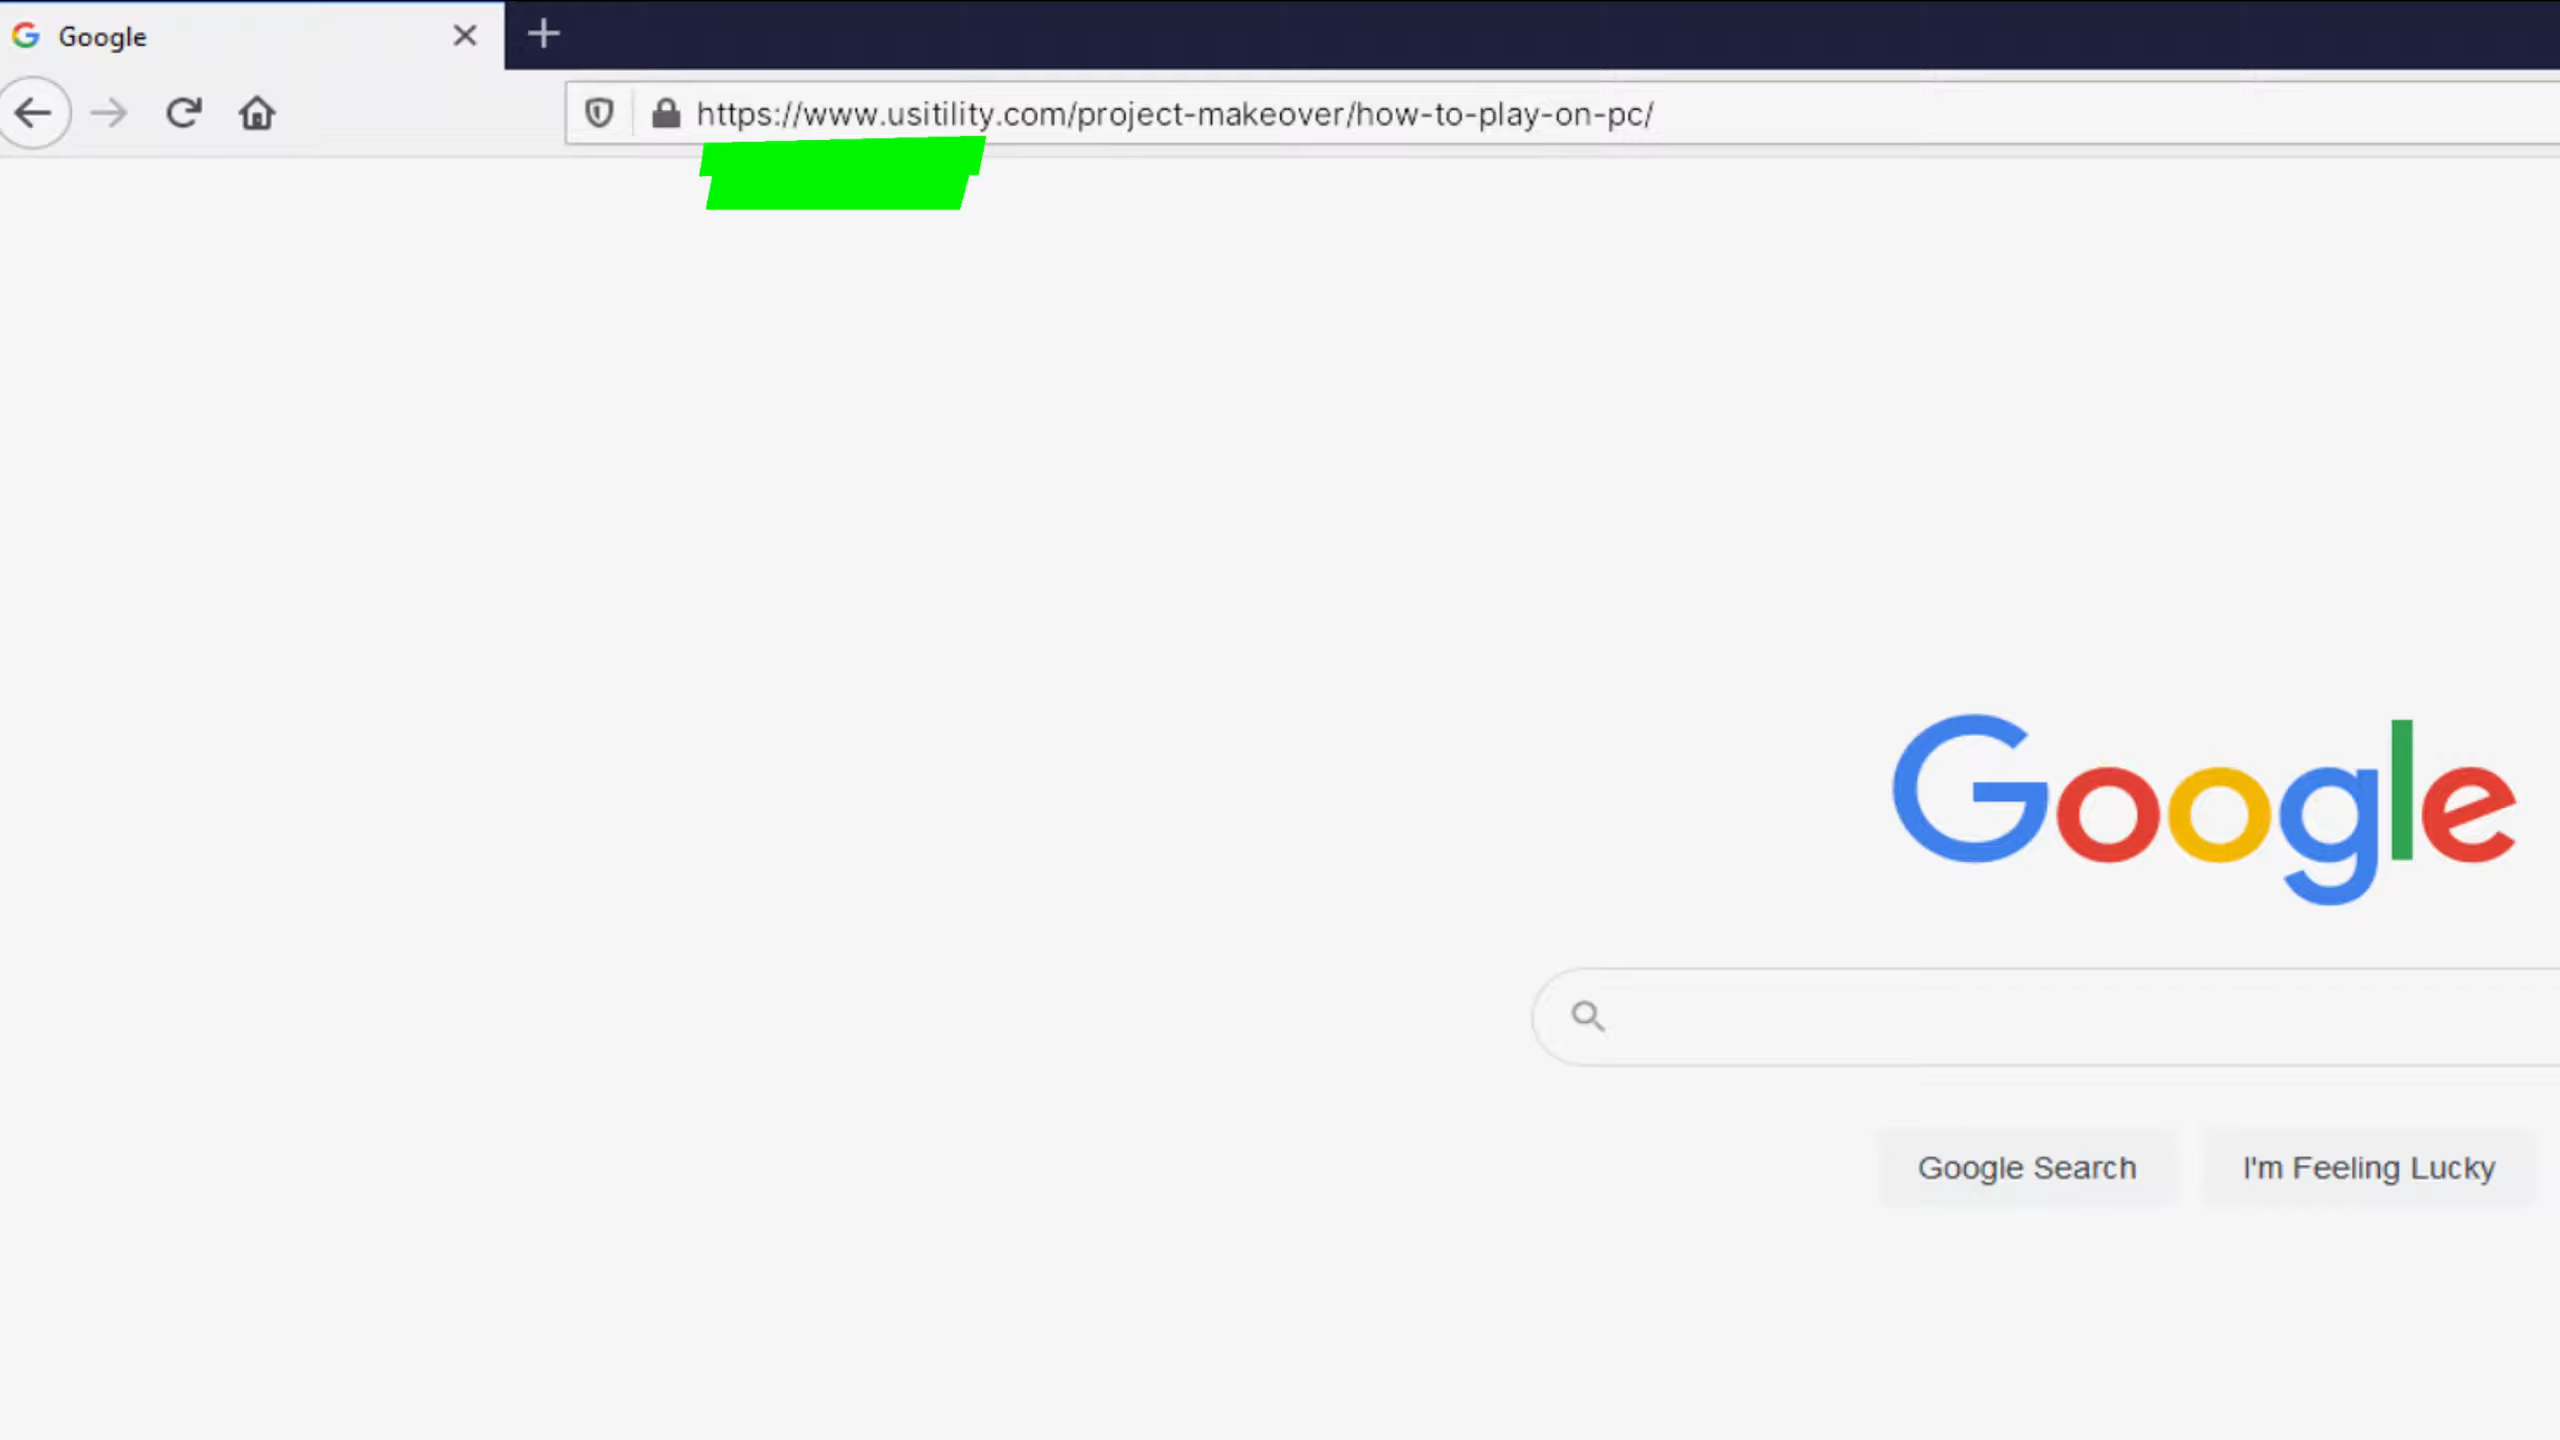 Google
https://www.usitility.com/project-makeover/how-to-play-on-pc/
Google
Google Search
I'm Feeling Lucky